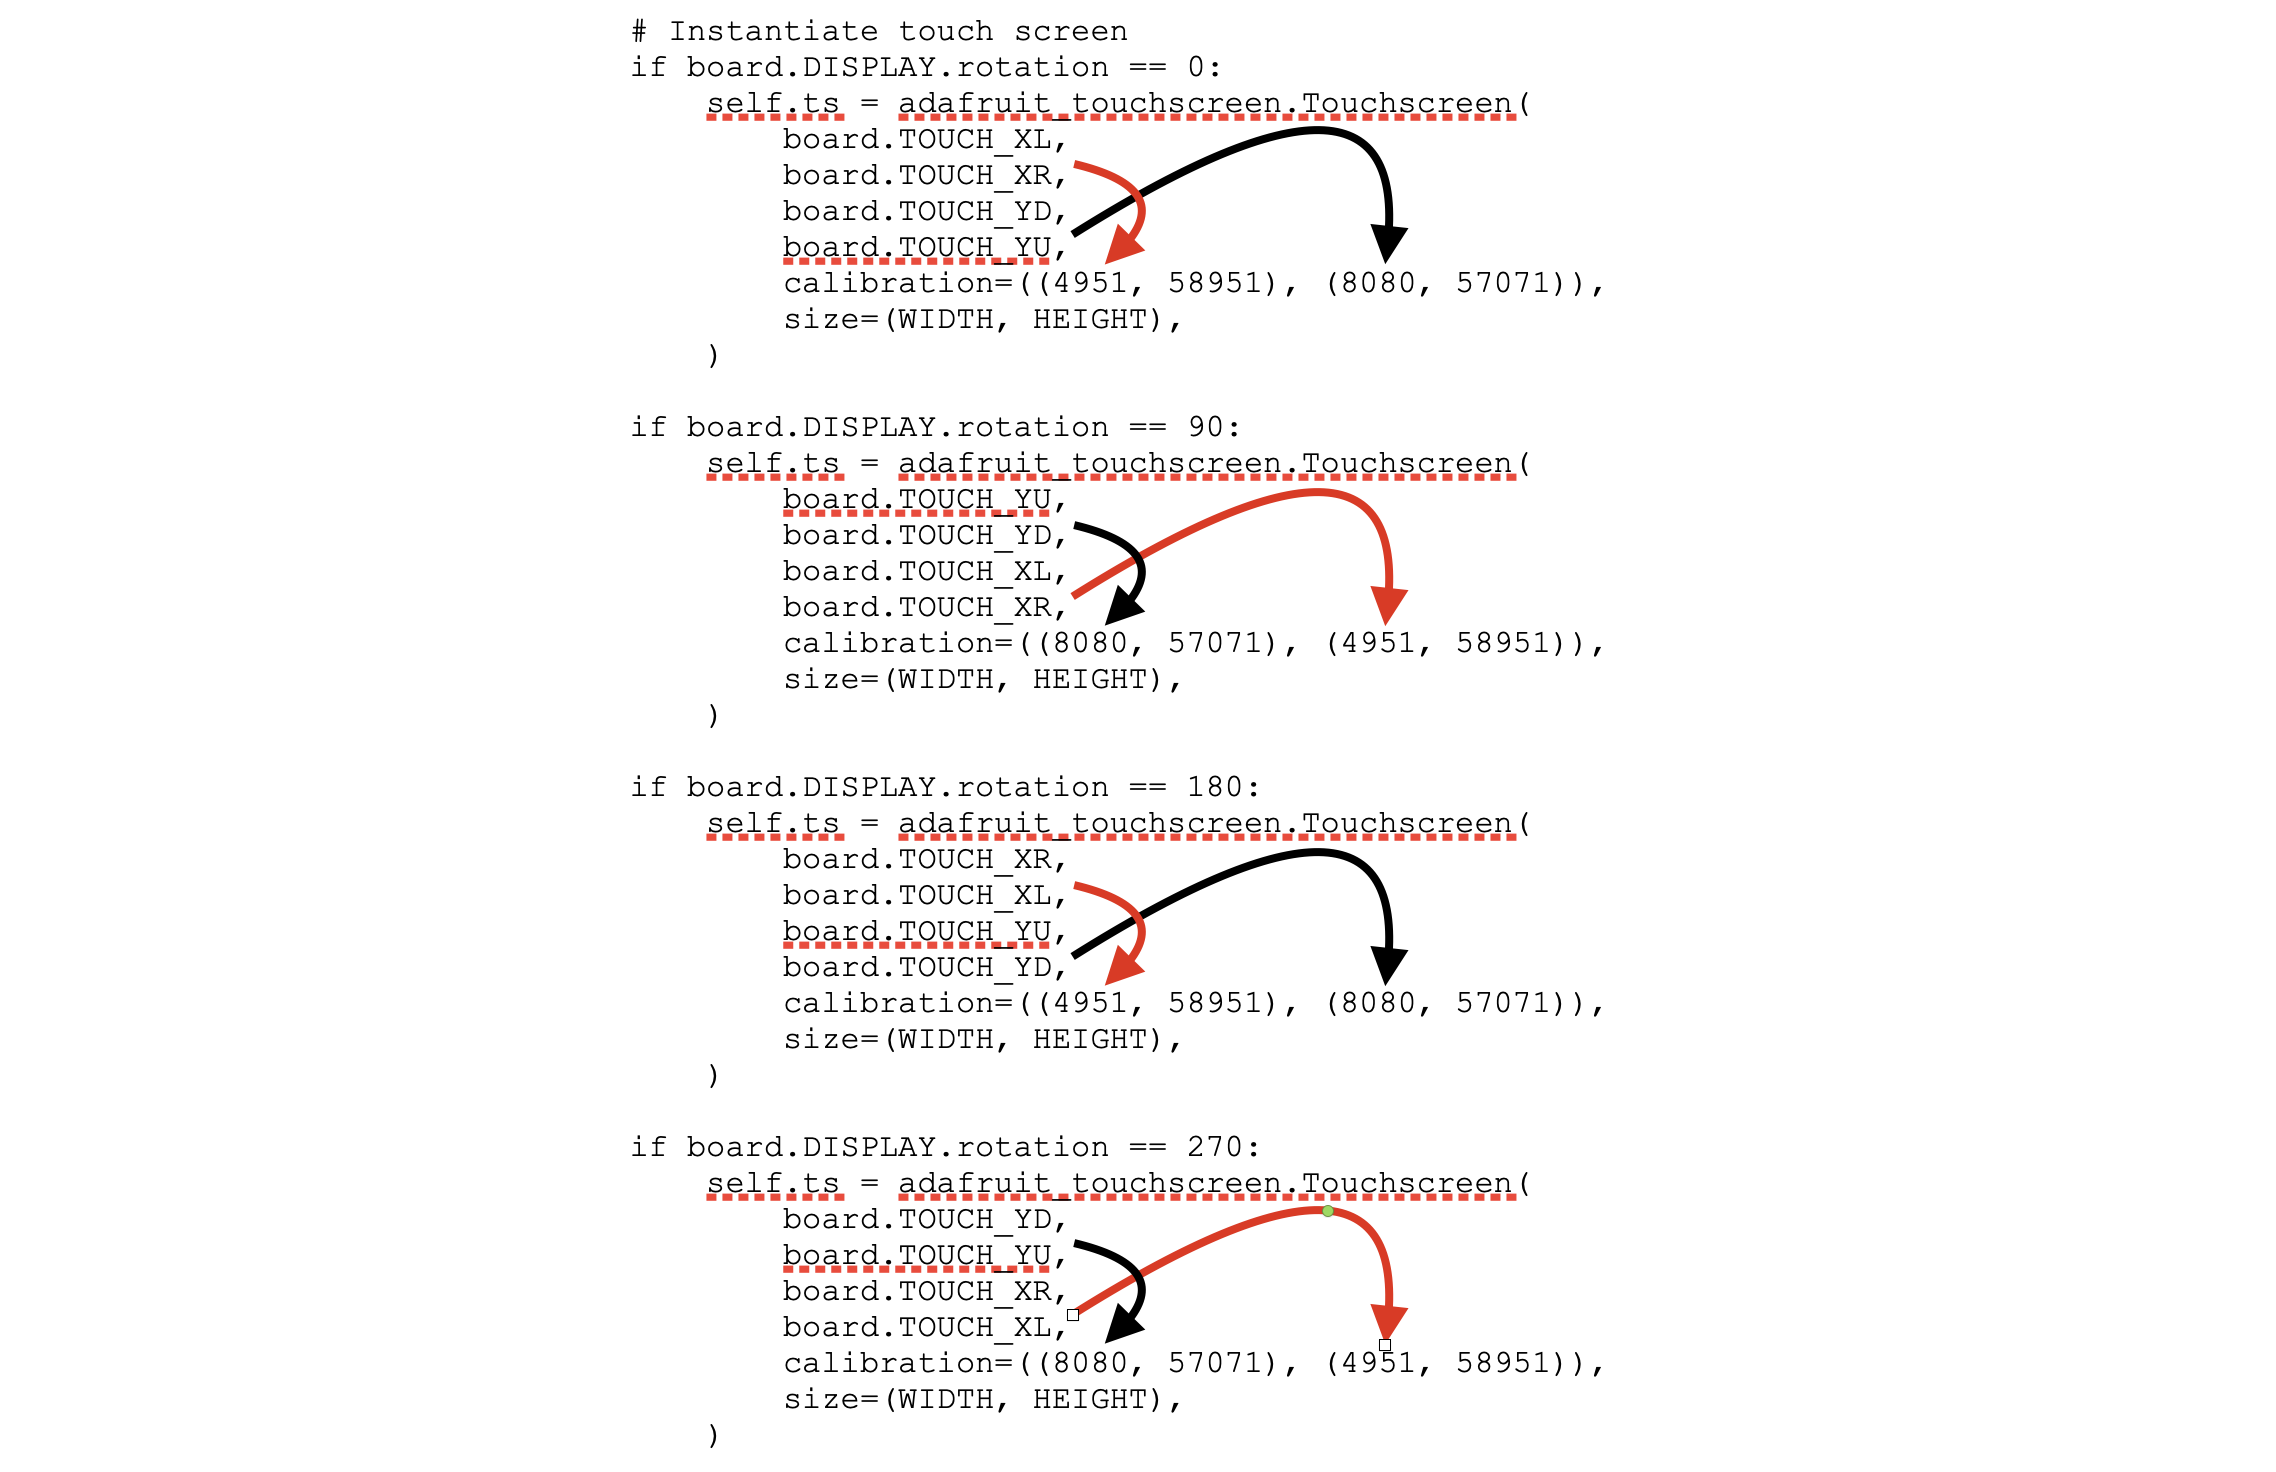 # Instantiate touch screen
if board.DISPLAY.rotation == 0:
    self.ts = adafruit_touchscreen.Touchscreen(
        board.TOUCH_XL,
        board.TOUCH_XR,
        board.TOUCH_YD,
        board.TOUCH_YU,
        calibration=((4951, 58951), (8080, 57071)),
        size=(WIDTH, HEIGHT),
    )

if board.DISPLAY.rotation == 90:
    self.ts = adafruit_touchscreen.Touchscreen(
        board.TOUCH_YU,
        board.TOUCH_YD,
        board.TOUCH_XL,
        board.TOUCH_XR,
        calibration=((8080, 57071), (4951, 58951)),
        size=(WIDTH, HEIGHT),
    )

if board.DISPLAY.rotation == 180:
    self.ts = adafruit_touchscreen.Touchscreen(
        board.TOUCH_XR,
        board.TOUCH_XL,
        board.TOUCH_YU,
        board.TOUCH_YD,
        calibration=((4951, 58951), (8080, 57071)),
        size=(WIDTH, HEIGHT),
    )

if board.DISPLAY.rotation == 270:
    self.ts = adafruit_touchscreen.Touchscreen(
        board.TOUCH_YD,
        board.TOUCH_YU,
        board.TOUCH_XR,
        board.TOUCH_XL,
        calibration=((8080, 57071), (4951, 58951)),
        size=(WIDTH, HEIGHT),
    )